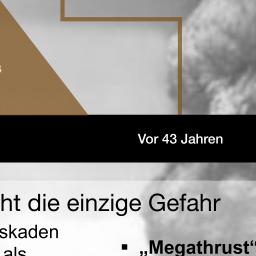 Vor 43 Jahren
ht die einzige Gefahr
skaden
als
▪ „Megathrust“